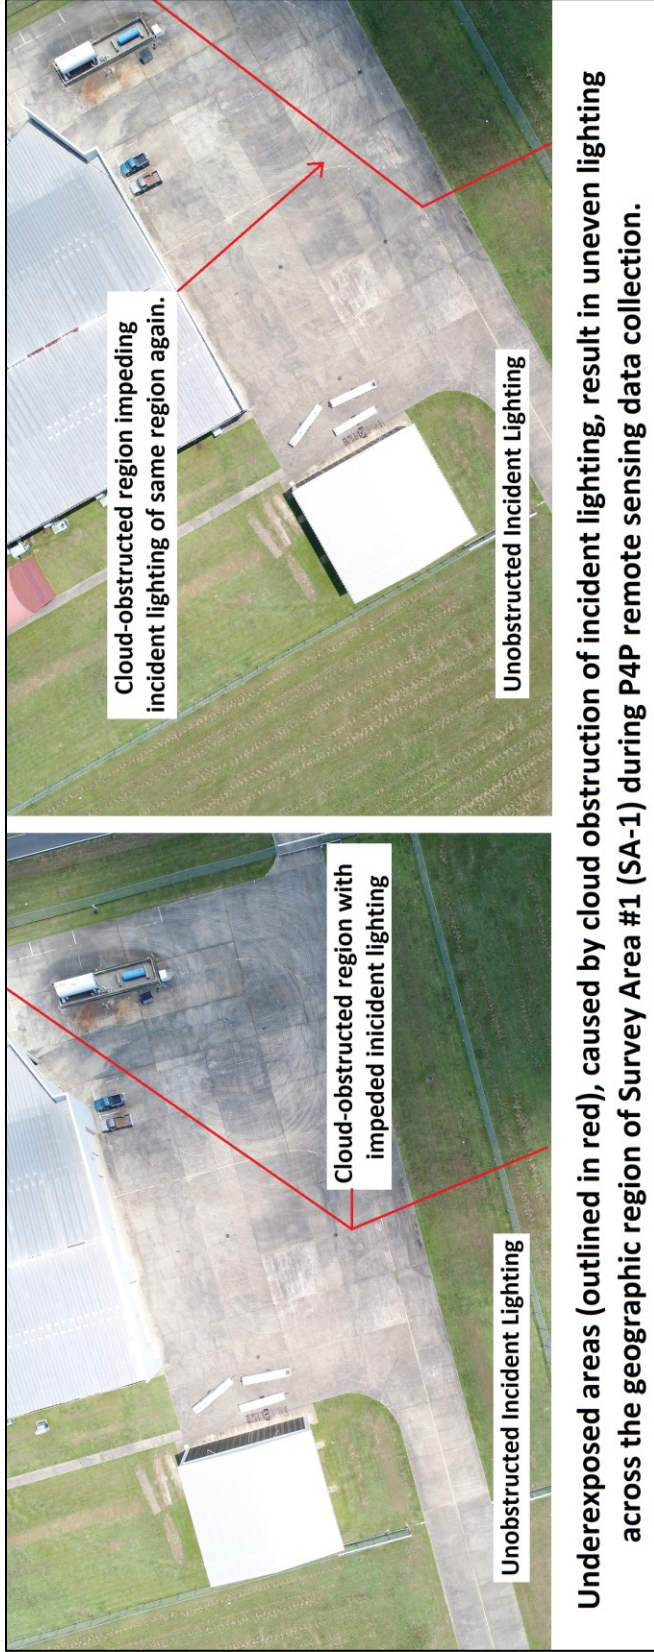 Cloud-obstructed region with
impeded inicident lighting
Unobstructed Incident Lighting
Cloud-obstructed region impeding
incident lighting of same region again.
Unobstructed Incident Lighting
Underexposed areas (outlined in red), caused by cloud obstruction of incident lighting, result in uneven lighting
across the geographic region of Survey Area #1 (SA-1) during P4P remote sensing data collection.